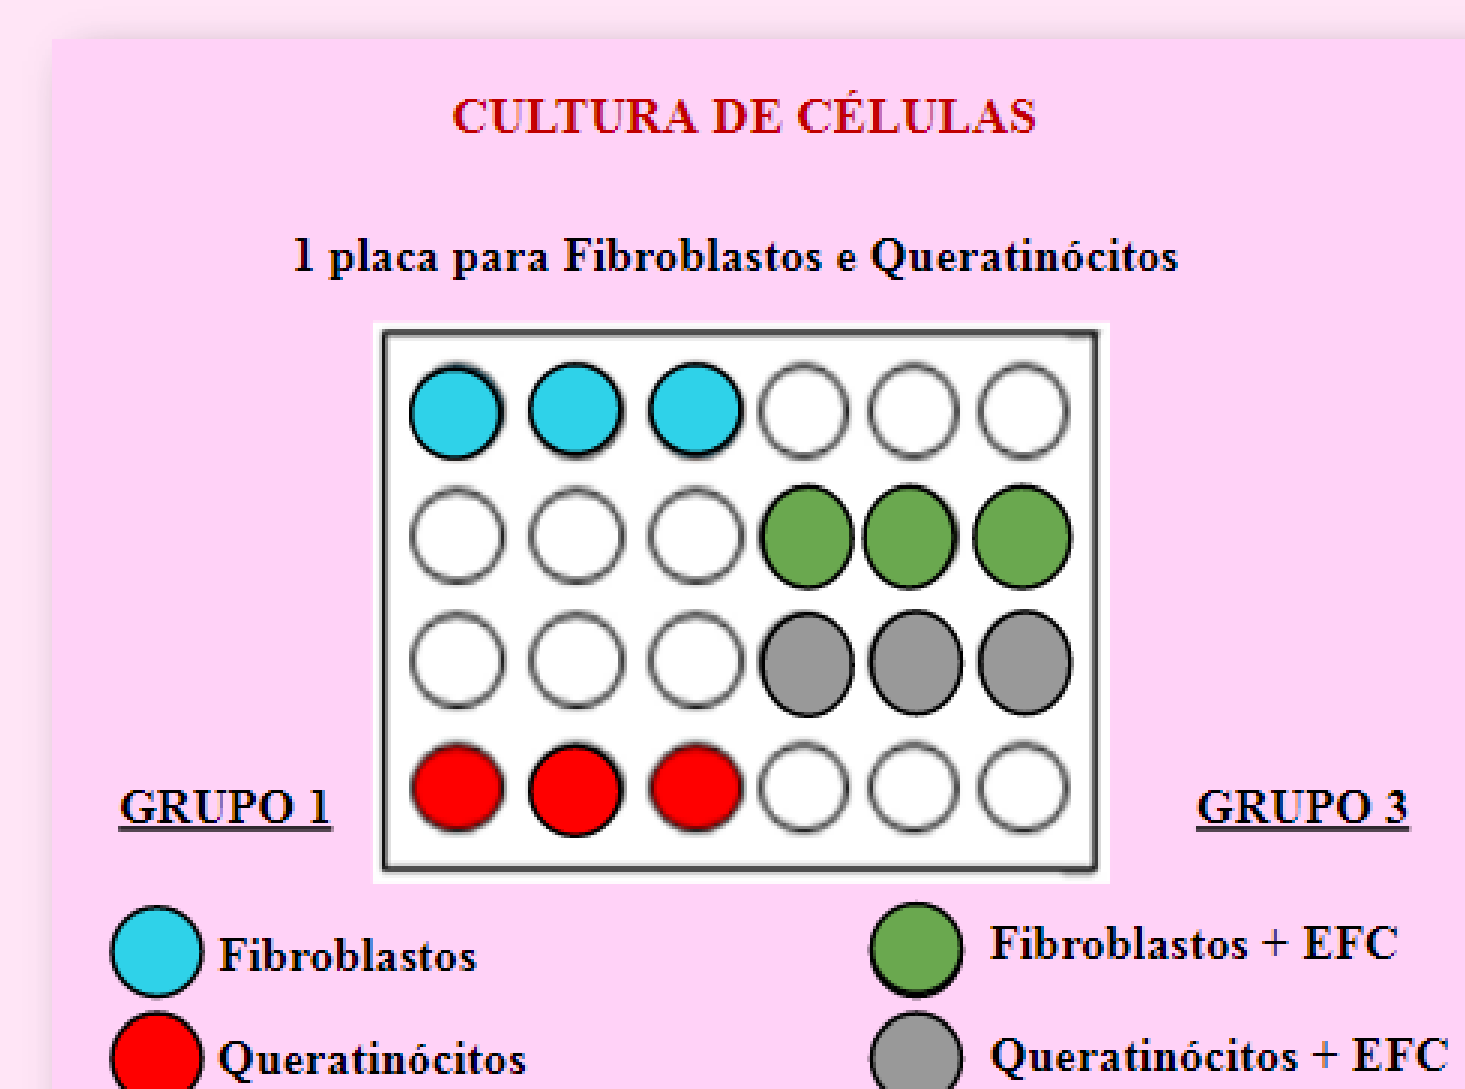 CULTURA DE CÉLULAS
1 placa para Fibroblastos e Queratinócitos
GRUPO 1
GRUPO 3
Fibroblastos
Fibroblastos + EFC
Queratinócitos
Queratinócitos + EFC